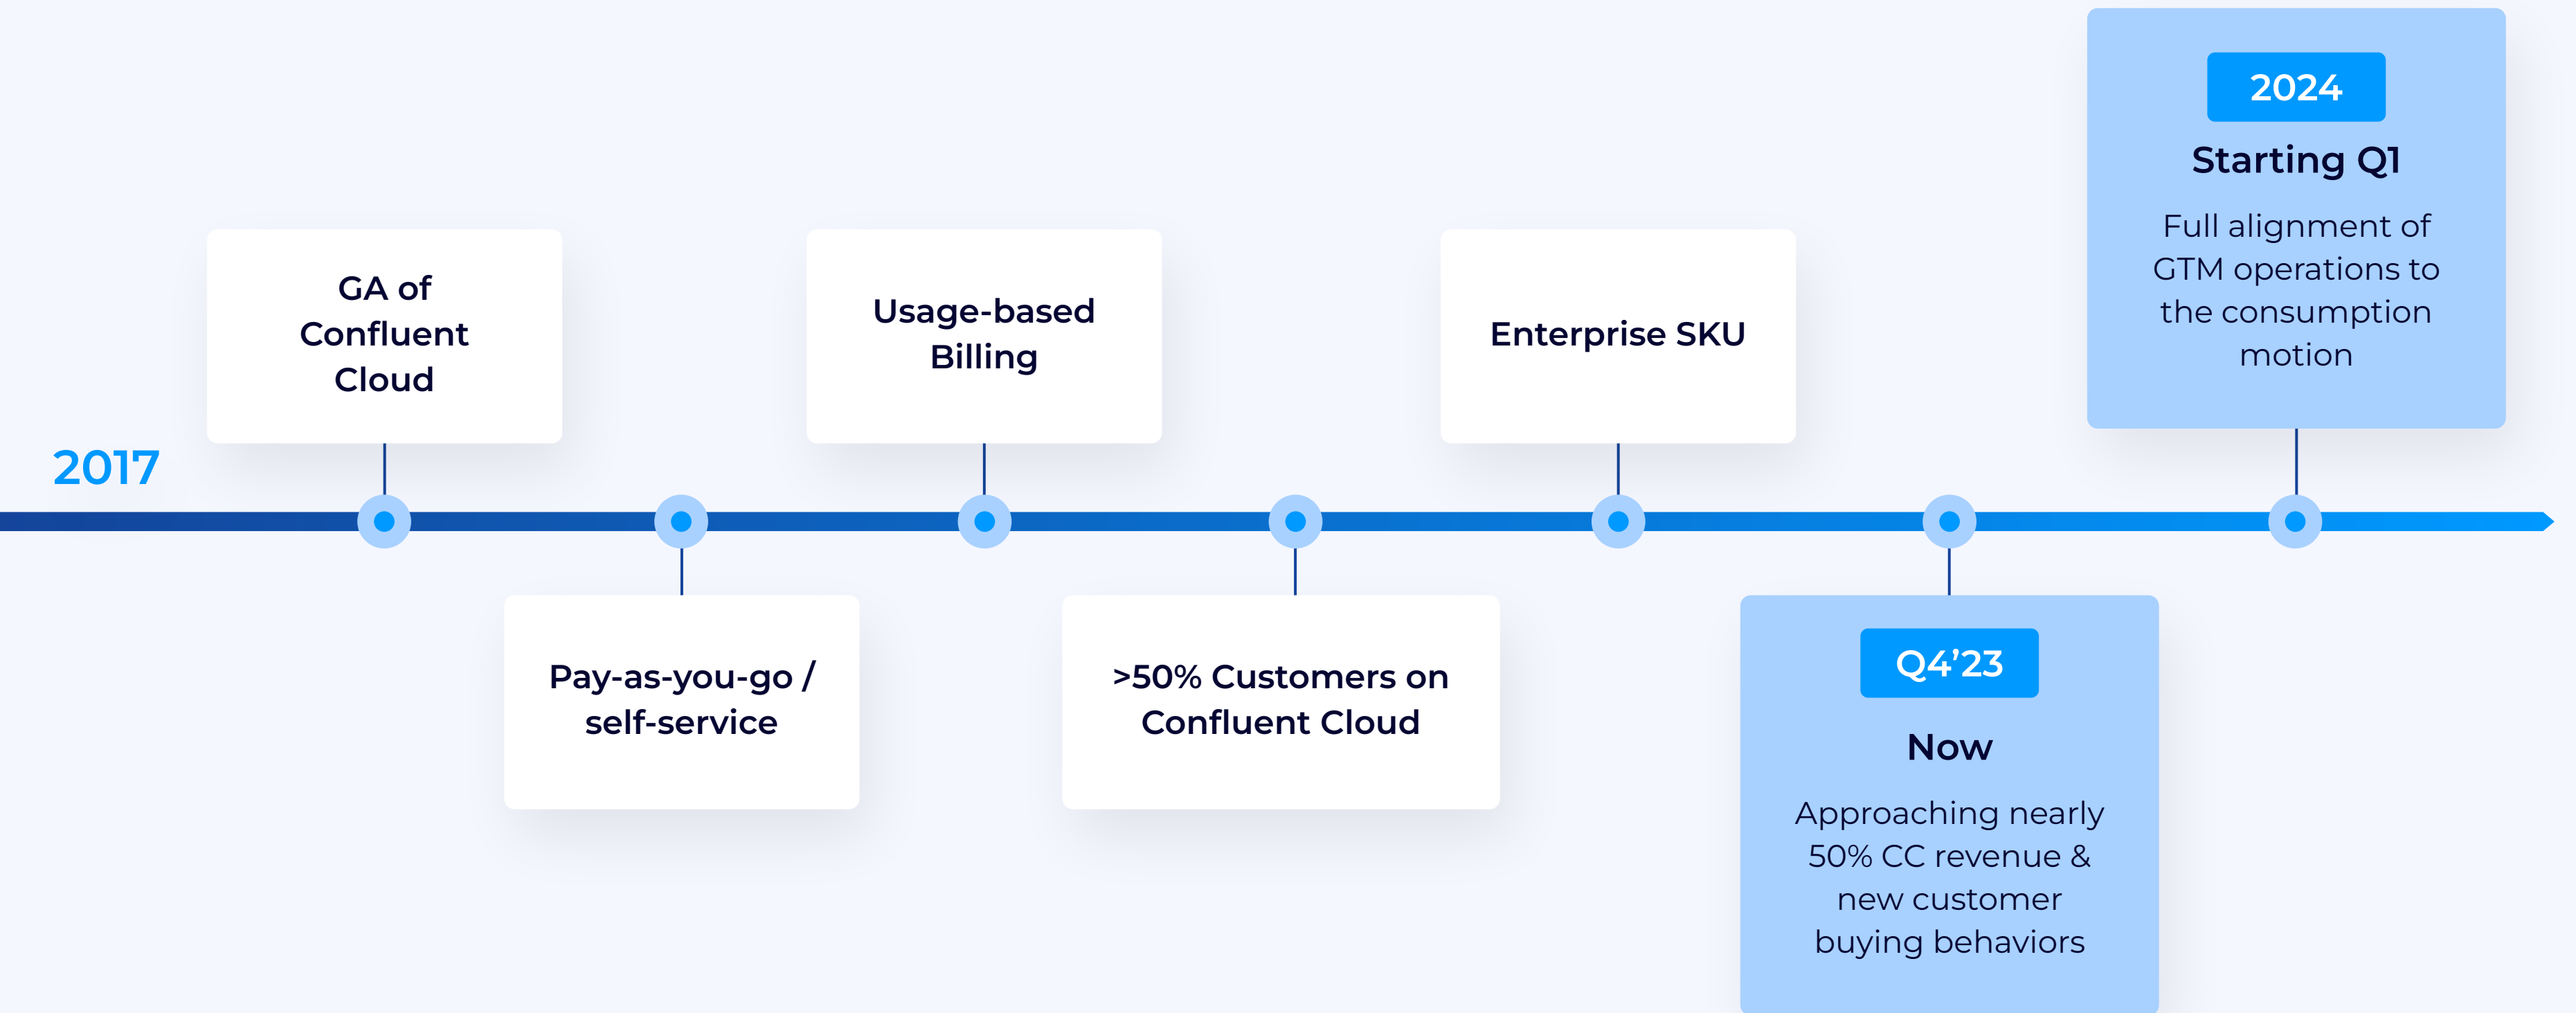 2017
GA of
Confluent
Cloud
Pay-as-you-go /
self-service
Usage-based
Billing
>50% Customers on
Confluent Cloud
Enterprise SKU
Q4’23
Now
Approaching nearly
50% CC revenue &
new customer
buying behaviors
2024
Starting Q1
Full alignment of
GTM operations to
the consumption
motion